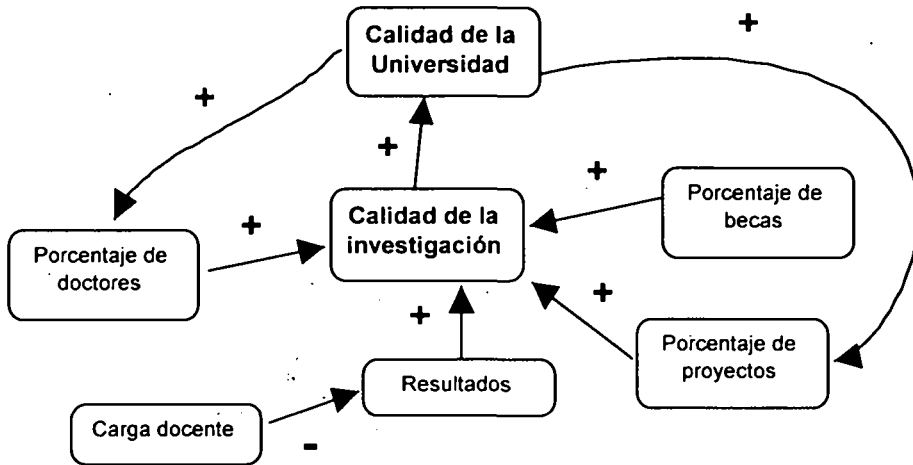 Calidad de la
Universidad
+
+
+
+
Calidad de la
investigación
Porcentaje de
becas
+
Porcentaje de
doctores
+
+
Porcentaje de
proyectos
Resultados
Carga docente
-